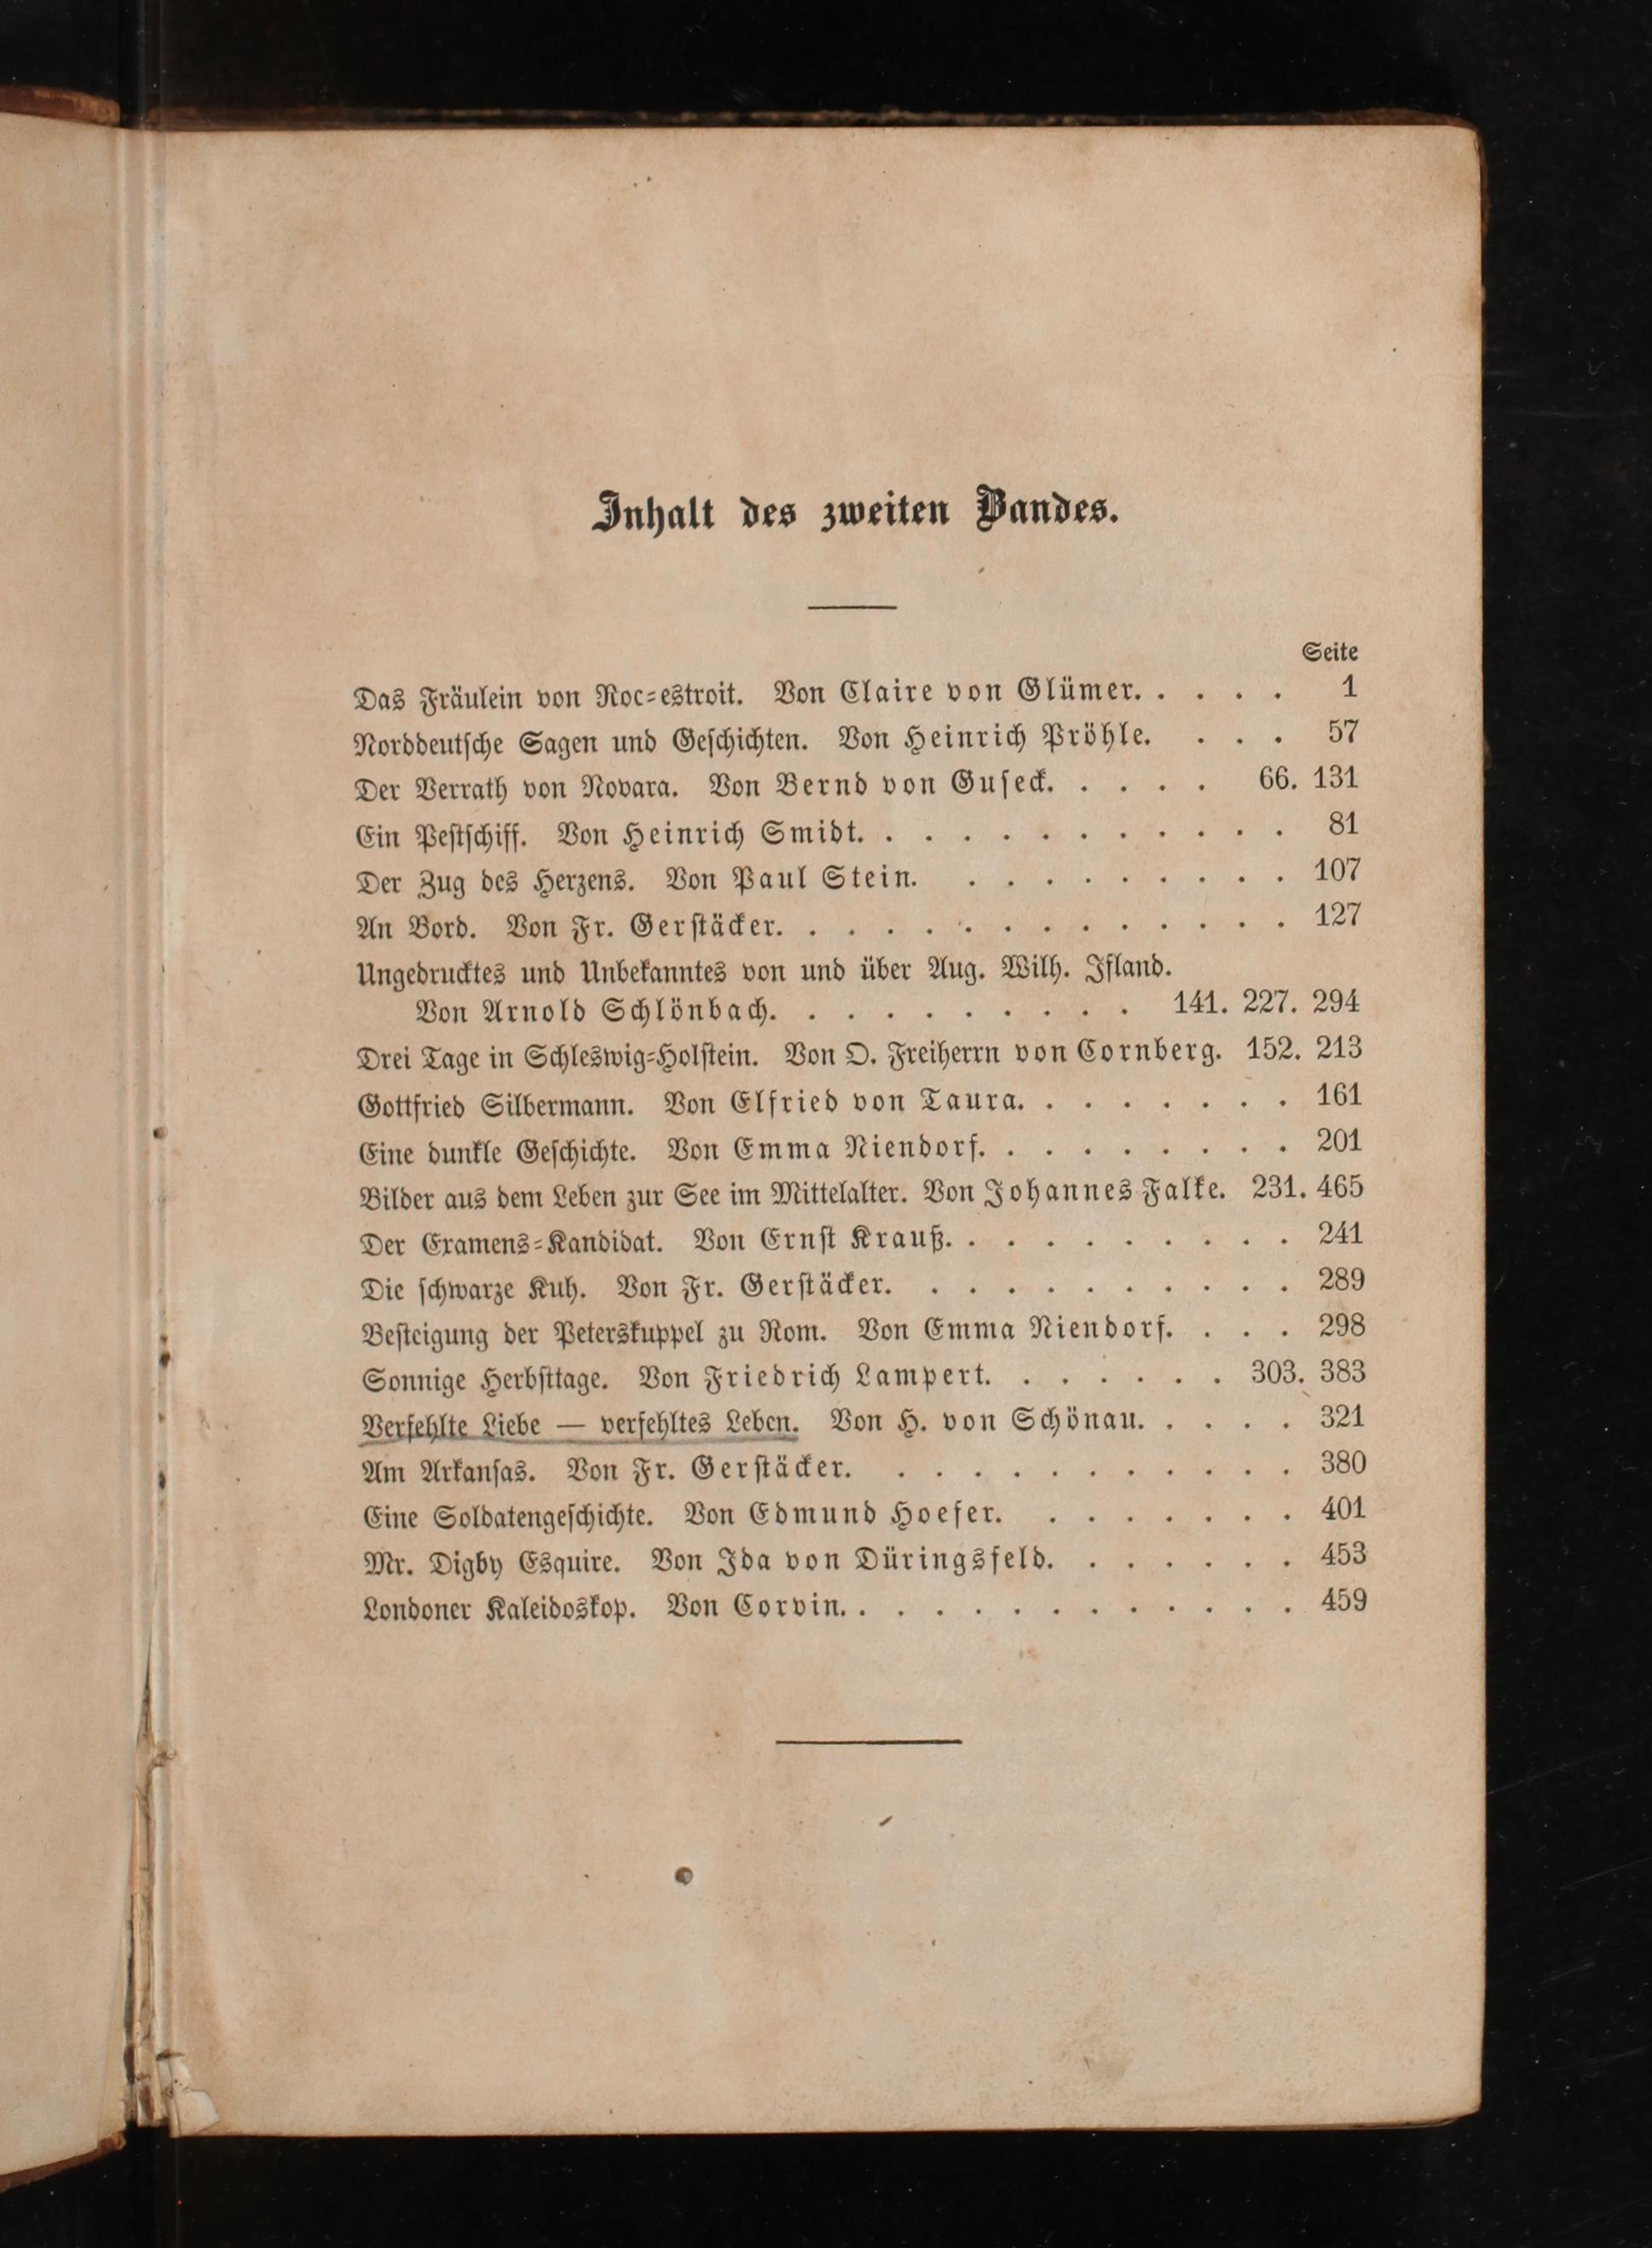 Inhalt des zweiten Bandes.
Seite
Das Fräulein von Roc-estroit. Von Claire von Glümer. . . . . 1
Norddeutsche Sagen und Geschichten. Von Heinrich Pröhle. . . . 57
Der Verrath von Novara. Von Bernd von Guseck. . . . . 66. 131
Ein Pestschiff. Von Heinrich Smidt. . . . . . . . . . . . 81
Der Zug des Herzens. Von Paul Stein. . . . . . . . . . 107
An Bord. Von Fr. Gerstäcker. . . . . . . . . . . . . . 127
Ungedrucktes und Unbekanntes von und über Aug. Wilh. Ifland.
Von Arnold Schlönbach. . . . . . . . . . 141. 227. 294
Drei Tage in Schleswig-Holstein. Von O. Freiherrn von Cornberg. 152. 213
Gottfried Silbermann. Von Elfried von Taura. . . . . . . . 161
Eine dunkle Geschichte. Von Emma Niendorf. . . . . . . . . 201
Bilder aus dem Leben zur See im Mittelalter. Von Johannes Falke. 231. 465
Der Examens-Kandidat. Von Ernst Krauß. . . . . . . . . . 241
Die schwarze Kuh. Von Fr. Gerstäcker. . . . . . . . . . . 289
Besteigung der Peterskuppel zu Rom. Von Emma Niendorf. . . . 298
Sonnige Herbsttage. Von Friedrich Lampert. . . . . . . 303. 383
Verfehlte Liebe — verfehltes Leben. Von H. von Schönau. . . . . 321
Am Arkansas. Von Fr. Gerstäcker. . . . . . . . . . . . 380
Eine Soldatengeschichte. Von Edmund Hoefer. . . . . . . . 401
Mr. Digby Esquire. Von Ida von Düringsfeld. . . . . . . 453
Londoner Kaleidoskop. Von Corvin. . . . . . . . . . . . . 459